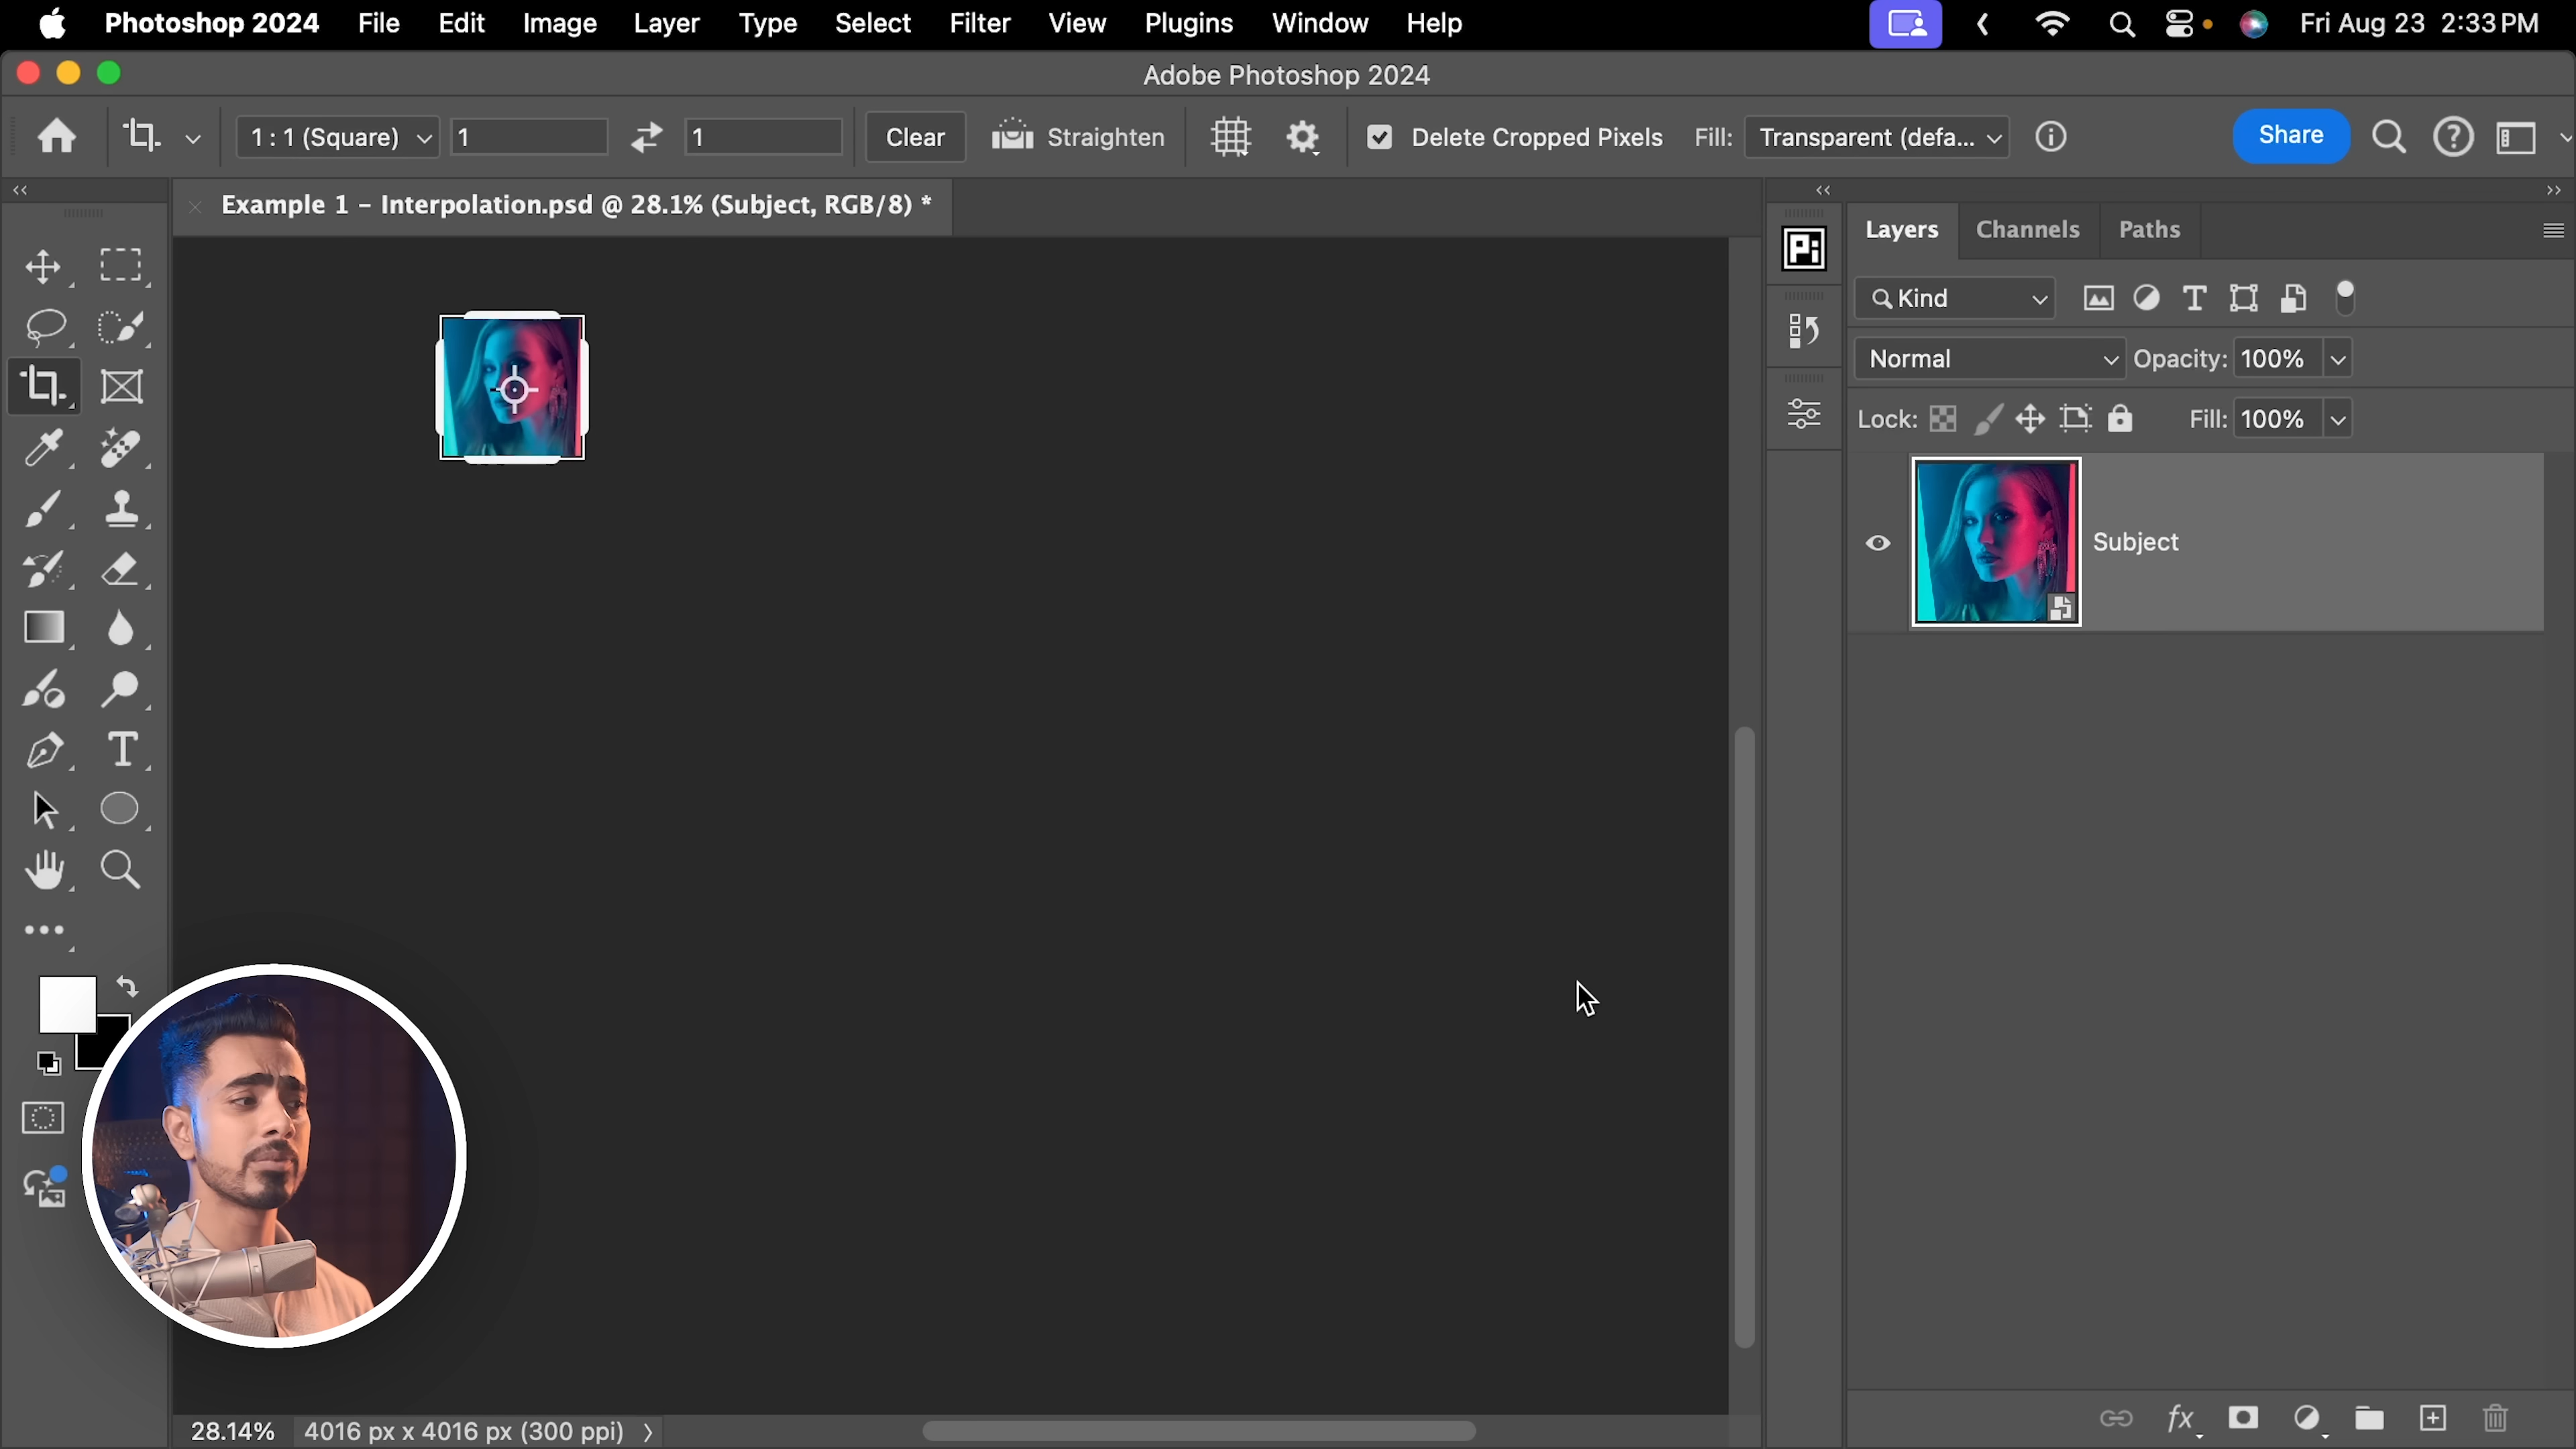 Photoshop 2024 File Edit Image Layer Type Select Filter View Plugins Window Help Fri Aug 23 2:33 PM
Adobe Photoshop 2024
1 : 1 (Square) 1 1 Clear Straighten Delete Cropped Pixels Fill: Transparent (defa... Share
Example 1 – Interpolation.psd @ 28.1% (Subject, RGB/8) *
Layers Channels Paths
Pi
Kind
Normal Opacity: 100%
Lock: Fill: 100%
Subject
28.14% 4016 px x 4016 px (300 ppi)
fx